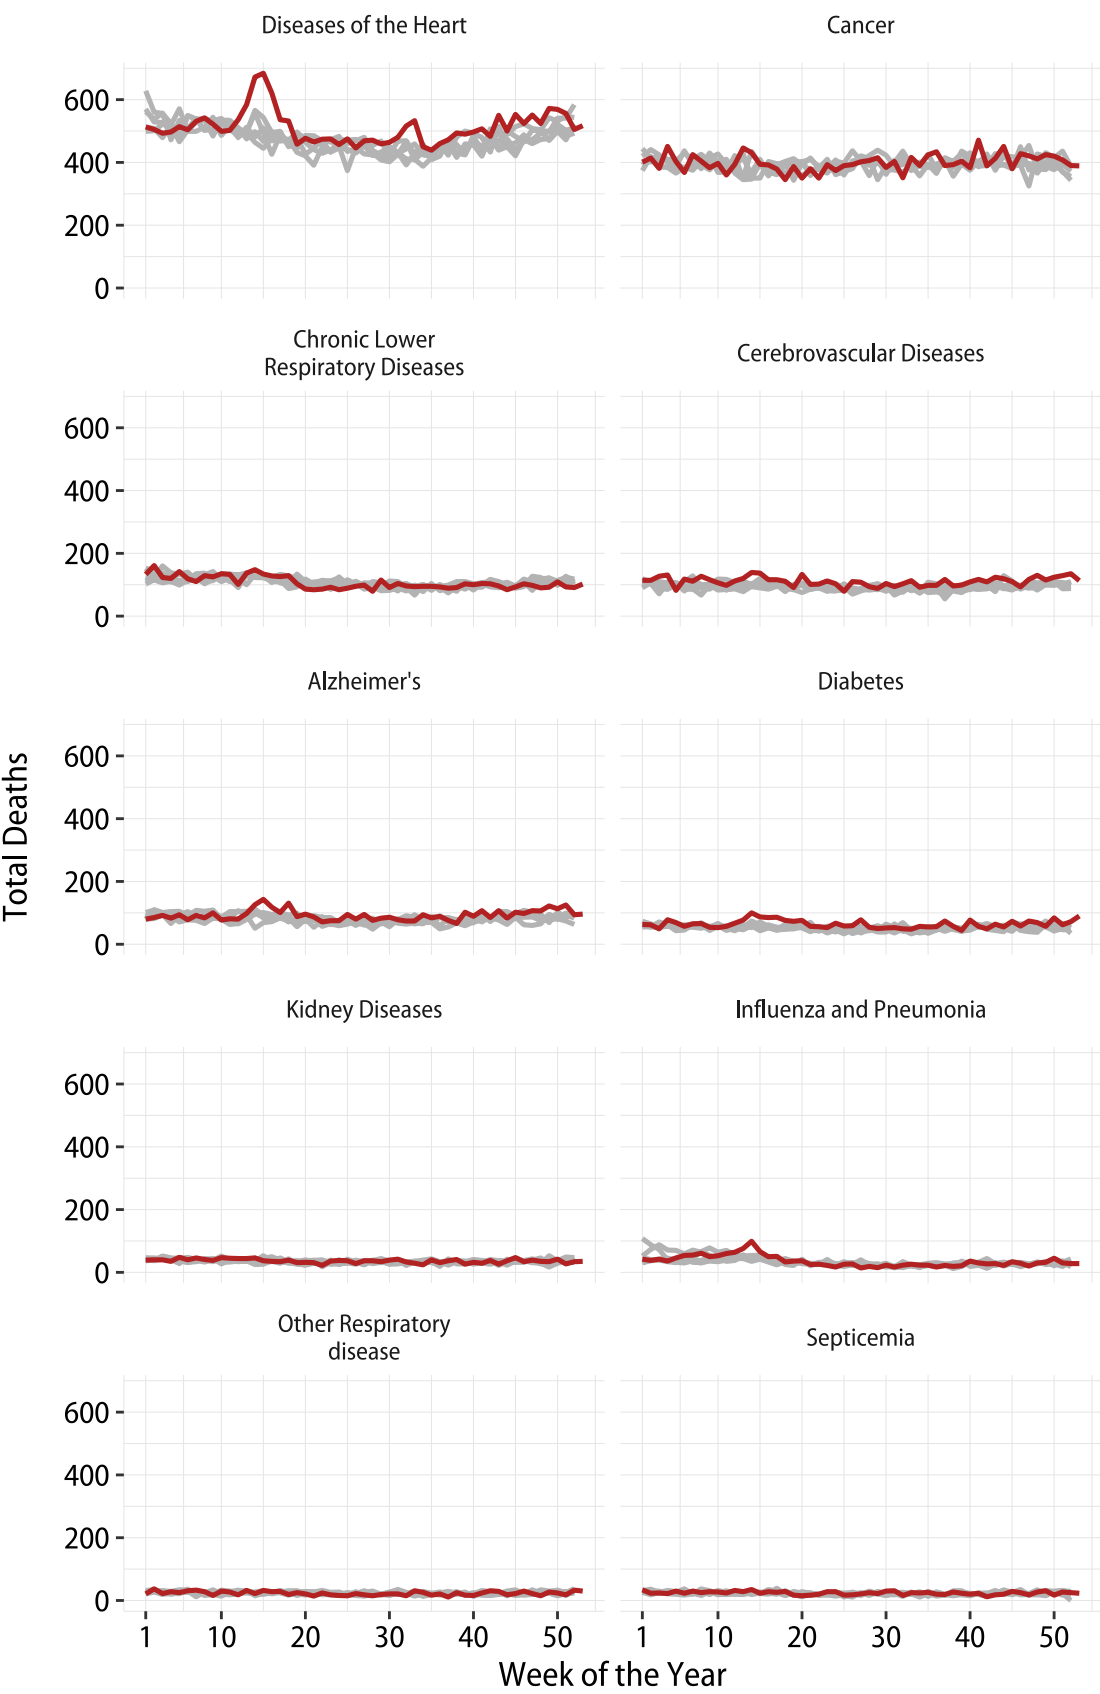 Diseases of the Heart
Cancer
600
400
200
0
Chronic Lower
Respiratory Diseases
Cerebrovascular Diseases
600
400
200
0
Alzheimer's
Diabetes
600
400
200
0
Total Deaths
Kidney Diseases
Influenza and Pneumonia
600
400
200
0
Other Respiratory
disease
Septicemia
600
400
200
0
1 10 20 30 40 50
1 10 20 30 40 50
Week of the Year